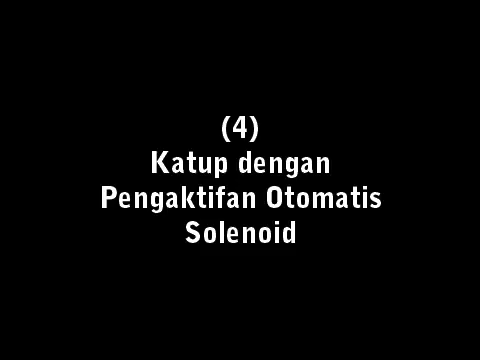 (4)
Katup dengan
Pengaktifan Otomatis
Solenoid